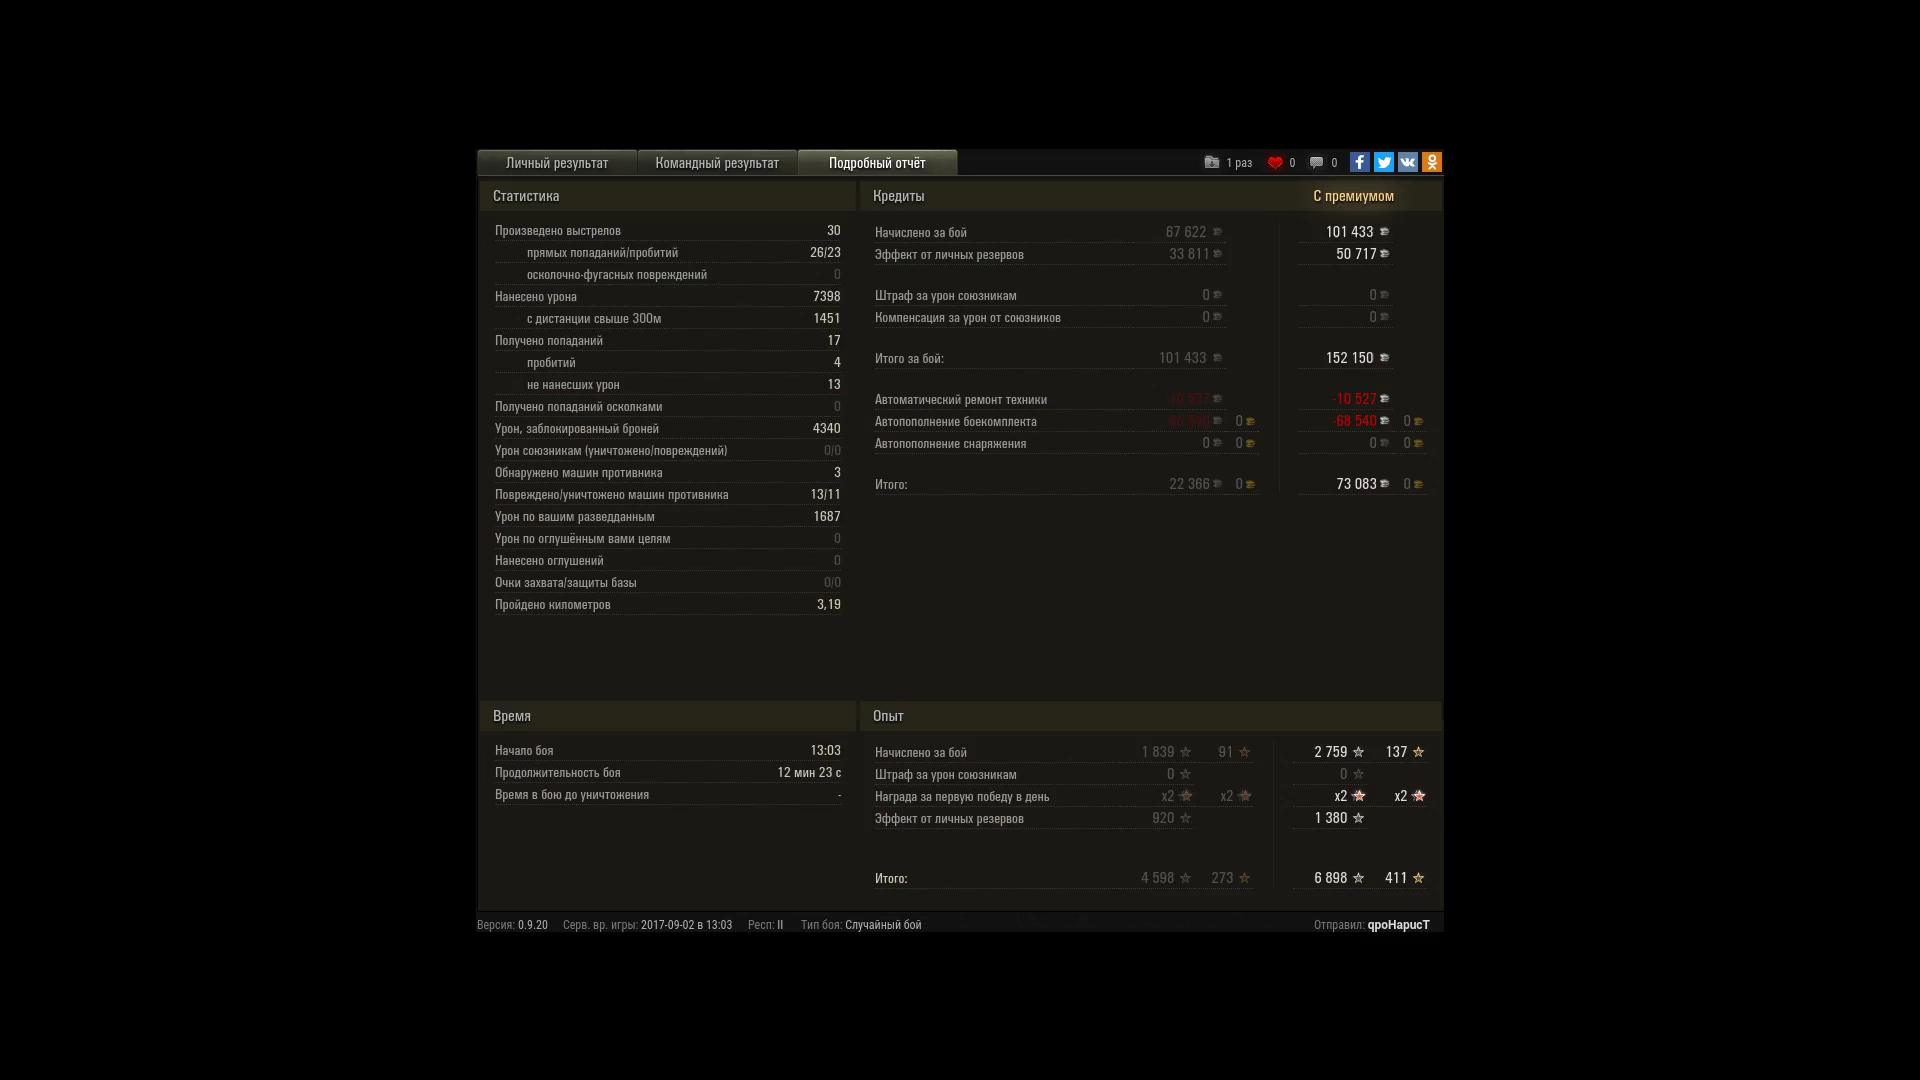 Личный результат Командный результат Подробный отчёт 1 раз 0 0
Статистика
Произведено выстрелов 30
прямых попаданий/пробитий 26/23
осколочно-фугасных повреждений 0
Нанесено урона 7398
с дистанции свыше 300м 1451
Получено попаданий 17
пробитий 4
не нанесших урон 13
Получено попаданий осколками 0
Урон, заблокированный броней 4340
Урон союзникам (уничтожено/повреждений) 0/0
Обнаружено машин противника 3
Повреждено/уничтожено машин противника 13/11
Урон по вашим разведданным 1687
Урон по оглушённым вами целям 0
Нанесено оглушений 0
Очки захвата/защиты базы 0/0
Пройдено километров 3,19
Кредиты С премиумом
Начислено за бой 67 622 101 433
Эффект от личных резервов 33 811 50 717
Штраф за урон союзникам 0 0
Компенсация за урон от союзников 0 0
Итого за бой: 101 433 152 150
Автоматический ремонт техники -10 527 -10 527
Автопополнение боекомплекта -68 540 0 -68 540 0
Автопополнение снаряжения 0 0 0 0
Итого: 22 366 0 73 083 0
Время
Начало боя 13:03
Продолжительность боя 12 мин 23 с
Время в бою до уничтожения -
Опыт
Начислено за бой 1 839 91 2 759 137
Штраф за урон союзникам 0 0
Награда за первую победу в день x2 x2 x2 x2
Эффект от личных резервов 920 1 380
Итого: 4 598 273 6 898 411
Версия: 0.9.20 Серв. вр. игры: 2017-09-02 в 13:03 Респ: II Тип боя: Случайный бой Отправил: qpoHapucT